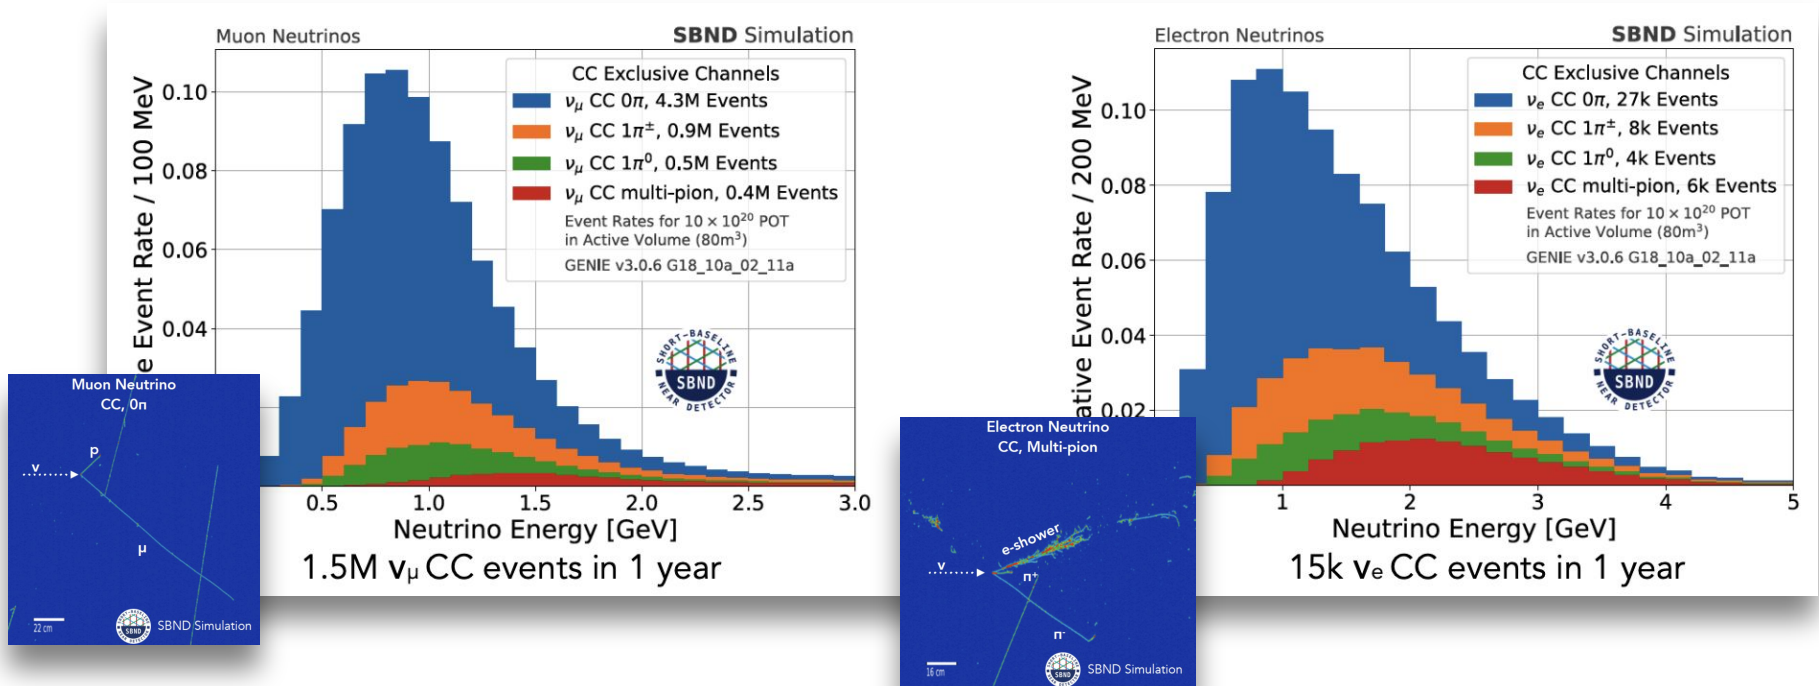 Muon Neutrinos
SBND Simulation
e Event Rate / 100 MeV
0.10
0.08
0.06
0.04
CC Exclusive Channels
νμ CC 0π, 4.3M Events
νμ CC 1π±, 0.9M Events
νμ CC 1π⁰, 0.5M Events
νμ CC multi-pion, 0.4M Events
Event Rates for 10 × 10²⁰ POT
in Active Volume (80m³)
GENIE v3.0.6 G18_10a_02_11a
SHORT-BASELINE
SBND
NEAR DETECTOR
0.5 1.0 1.5 2.0 2.5 3.0
Neutrino Energy [GeV]
1.5M νμ CC events in 1 year
Muon Neutrino
CC, 0π
p
ν
μ
22 cm
SBND Simulation
Electron Neutrinos
SBND Simulation
ative Event Rate / 200 MeV
0.10
0.08
0.06
0.04
0.02
CC Exclusive Channels
νe CC 0π, 27k Events
νe CC 1π±, 8k Events
νe CC 1π⁰, 4k Events
νe CC multi-pion, 6k Events
Event Rates for 10 × 10²⁰ POT
in Active Volume (80m³)
GENIE v3.0.6 G18_10a_02_11a
SHORT-BASELINE
SBND
NEAR DETECTOR
1 2 3 4 5
Neutrino Energy [GeV]
15k νe CC events in 1 year
Electron Neutrino
CC, Multi-pion
e-shower
ν
π⁺
π⁻
16 cm
SBND Simulation